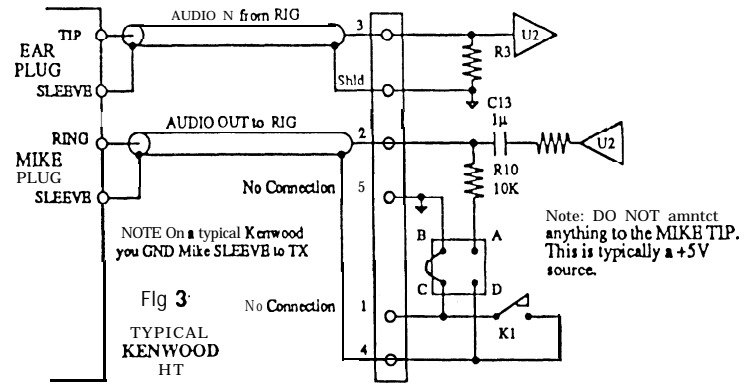 AUDIO N from RIG
TIP
EAR
PLUG
SLEEVE
3
Shld
R3
U2
C13
1µ
AUDIO OUT to RIG
RING
MIKE
PLUG
SLEEVE
2
U2
R10
10K
No Connection
5
NOTE On a typical Kenwood
you GND Mike SLEEVE to TX
B
A
C
D
Note: DO NOT amntct
anything to the MIKE TIP.
This is typically a +5V
source.
FIg 3
TYPICAL
KENWOOD
HT
No Connection
1
K1
4